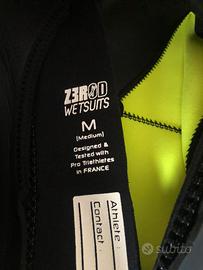 Z3R0D
WETSUITS
M
(Medium)
Designed &
Tested with
Pro Triathletes
in FRANCE
Athlete :
Contact :
subito